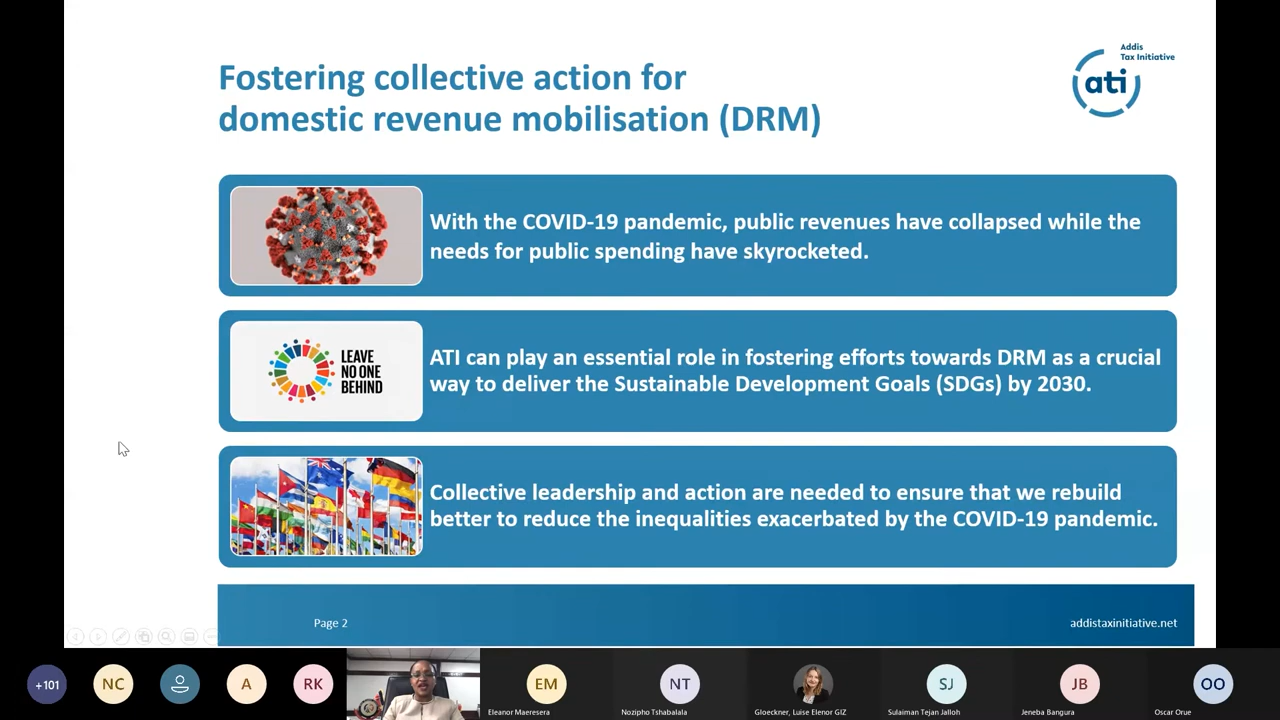 Fostering collective action for
domestic revenue mobilisation (DRM)
Addis
Tax Initiative
ati
With the COVID-19 pandemic, public revenues have collapsed while the
needs for public spending have skyrocketed.
LEAVE
NO ONE
BEHIND
ATI can play an essential role in fostering efforts towards DRM as a crucial
way to deliver the Sustainable Development Goals (SDGs) by 2030.
Collective leadership and action are needed to ensure that we rebuild
better to reduce the inequalities exacerbated by the COVID-19 pandemic.
Page 2
addistaxinitiative.net
+101
NC
A
RK
EM
NT
SJ
JB
OO
Eleanor Maeresera
Nozipho Tshabalala
Gloeckner, Luise Elenor GIZ
Sulaiman Tejan Jalloh
Jeneba Bangura
Oscar Orue